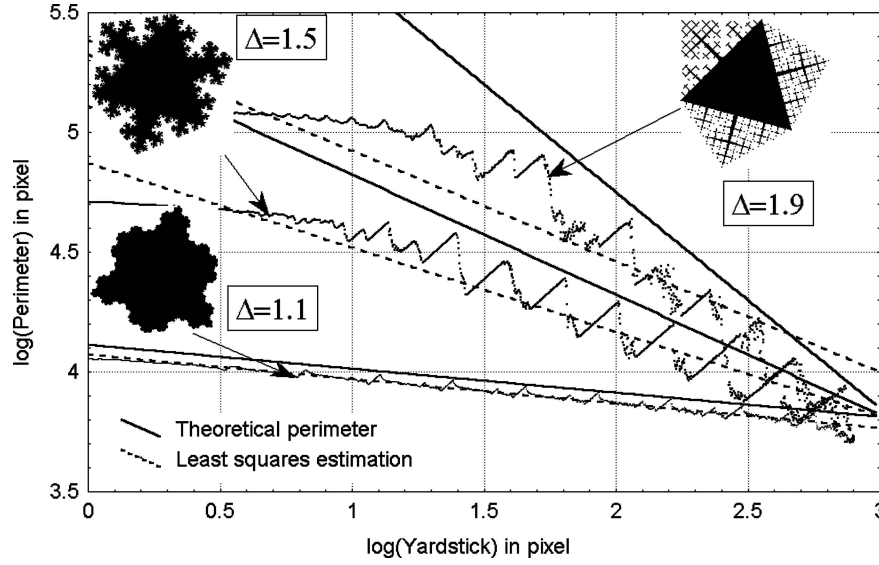 5.5
5
4.5
4
3.5
log(Perimeter) in pixel
Δ=1.5
Δ=1.9
Δ=1.1
Theoretical perimeter
Least squares estimation
0 0.5 1 1.5 2 2.5 3
log(Yardstick) in pixel